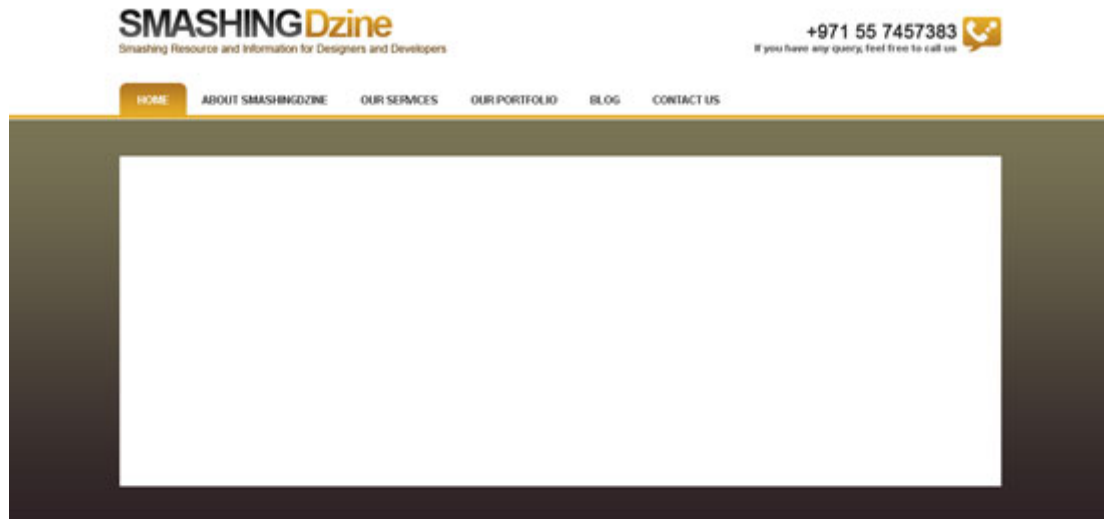 SMASHINGDzine
Smashing Resource and Information for Designers and Developers
+971 55 7457383
If you have any query, feel free to call us
HOME ABOUT SMASHINGDZINE OUR SERVICES OUR PORTFOLIO BLOG CONTACT US